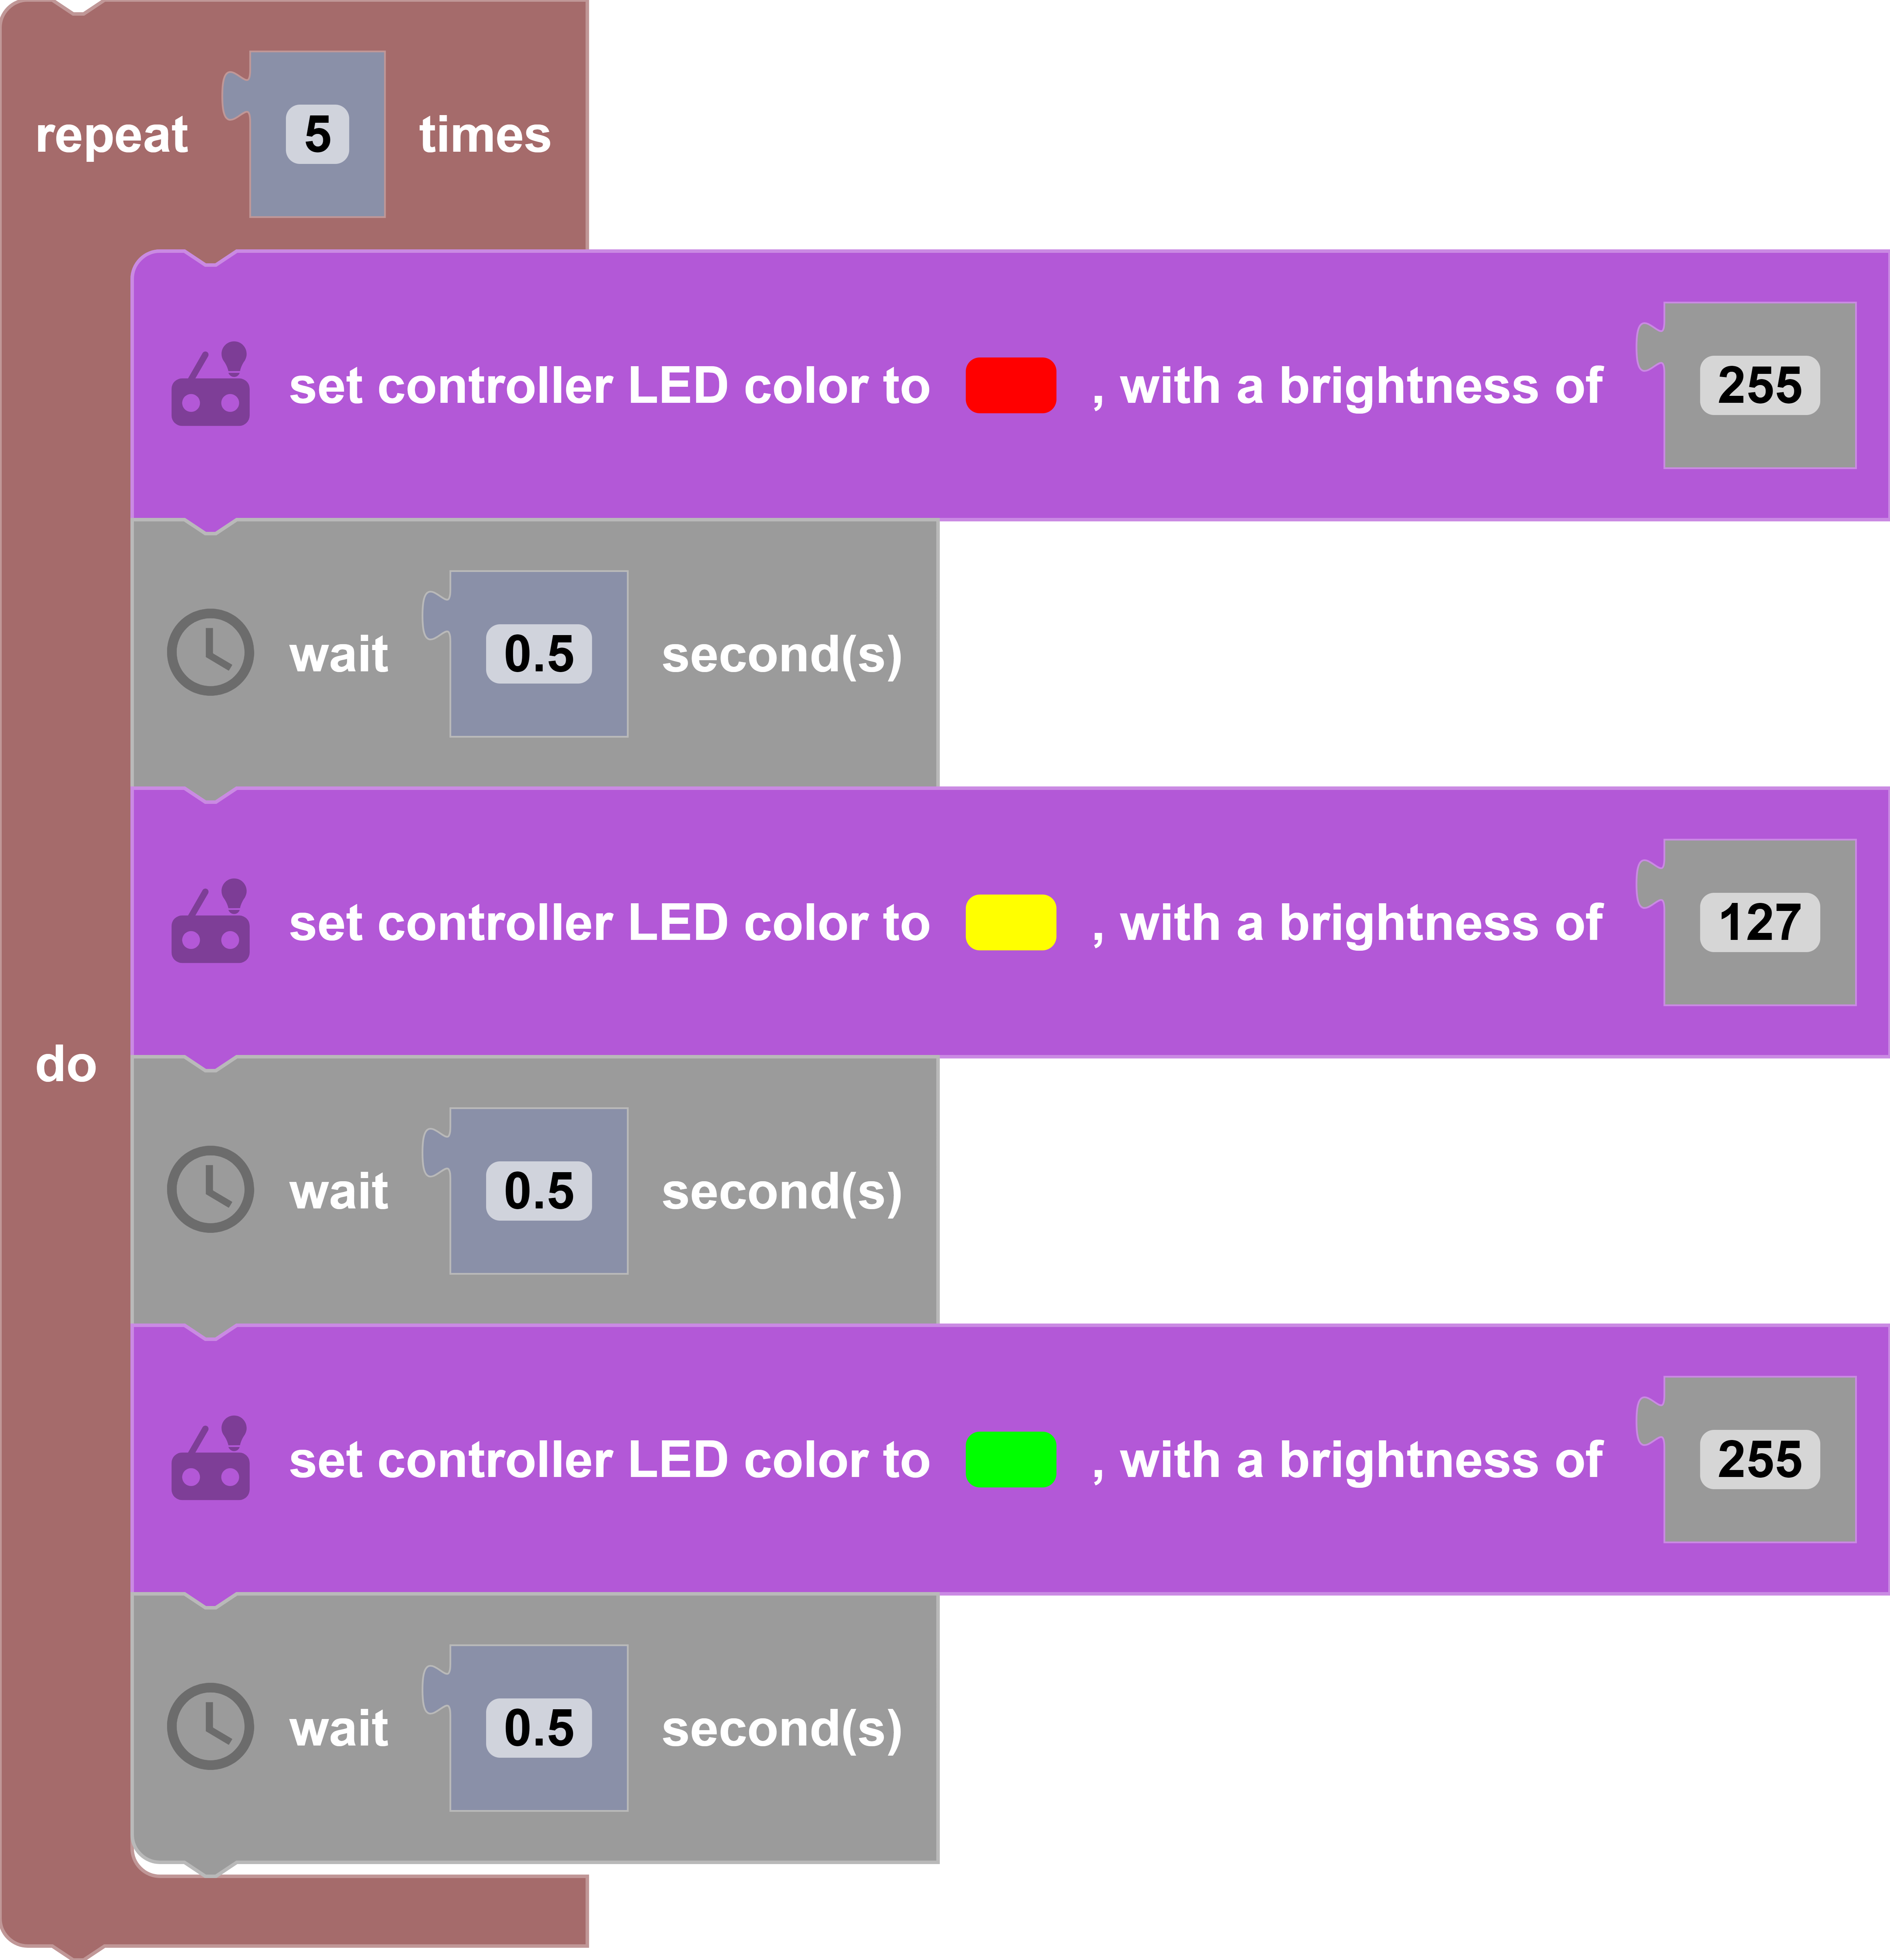 repeat 5 times
set controller LED color to , with a brightness of 255
wait 0.5 second(s)
set controller LED color to , with a brightness of 127
do
wait 0.5 second(s)
set controller LED color to , with a brightness of 255
wait 0.5 second(s)